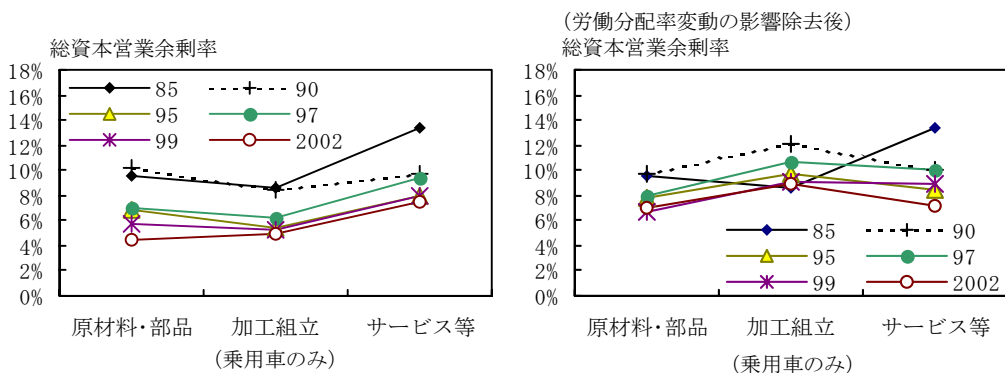 総資本営業余剰率
18%
16%
14%
12%
10%
8%
6%
4%
2%
0%
85
90
95
97
99
2002
原材料・部品
加工組立
サービス等
(乗用車のみ)
(労働分配率変動の影響除去後)
総資本営業余剰率
18%
16%
14%
12%
10%
8%
6%
4%
2%
0%
85
90
95
97
99
2002
原材料・部品
加工組立
サービス等
(乗用車のみ)